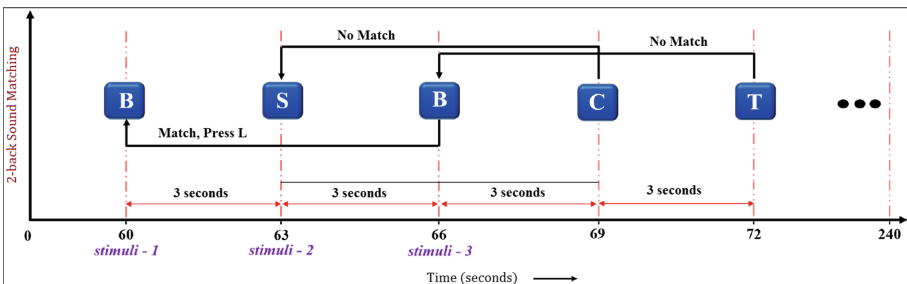 2-back Sound Matching
No Match
No Match
B
S
B
C
T
Match, Press L
3 seconds
3 seconds
3 seconds
3 seconds
0
60
63
66
69
72
240
stimuli - 1
stimuli - 2
stimuli - 3
Time (seconds)